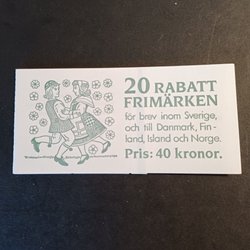 20 RABATT
FRIMÄRKEN
för brev inom Sverige,
och till Danmark, Fin-
land, Island och Norge.
Pris: 40 kronor.